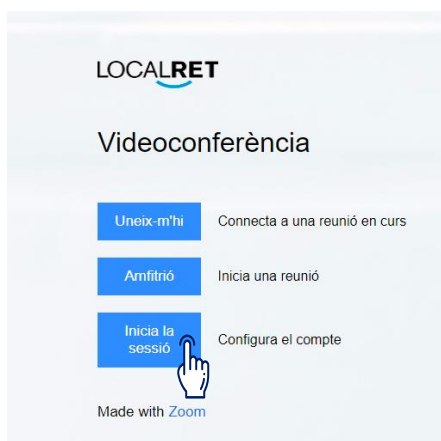 LOCALRET
Videoconferència
Uneix-m'hi Connecta a una reunió en curs
Amfitrió Inicia una reunió
Inicia la
sessió Configura el compte
Made with Zoom